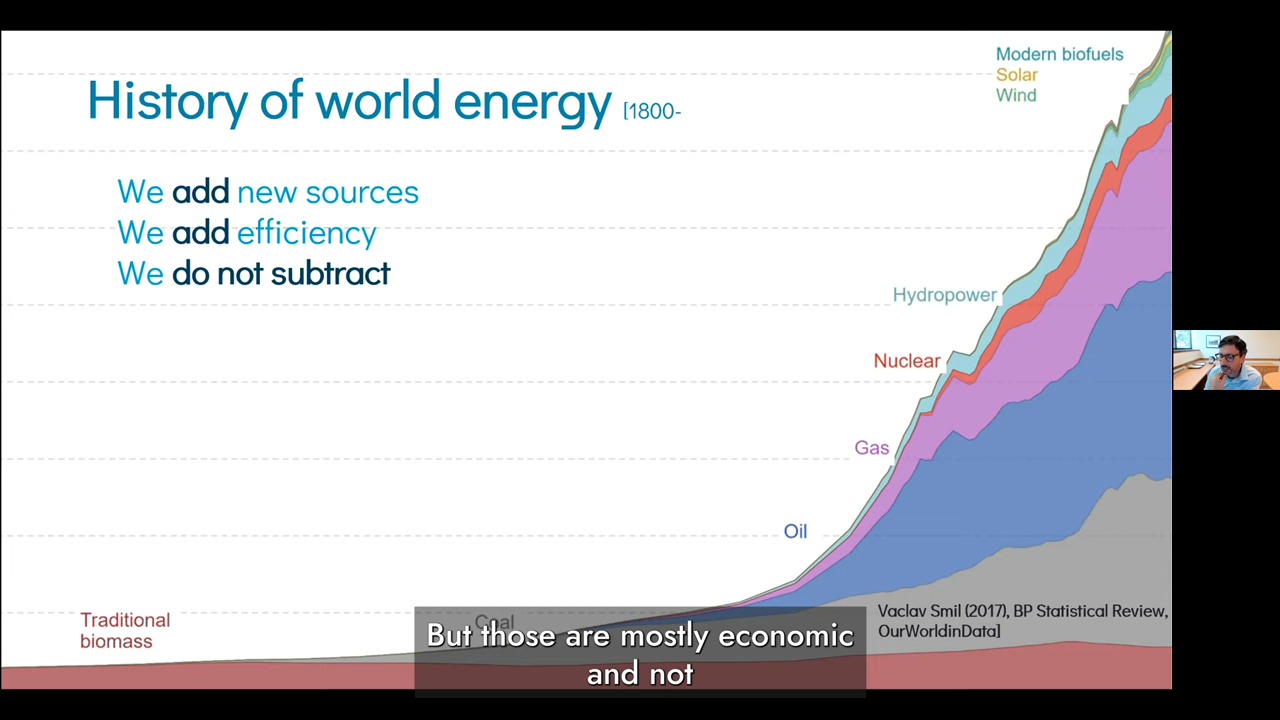 History of world energy [1800-
We add new sources
We add efficiency
We do not subtract
Modern biofuels
Solar
Wind
Hydropower
Nuclear
Gas
Oil
Coal
Traditional
biomass
Vaclav Smil (2017), BP Statistical Review,
OurWorldinData]
But those are mostly economic
and not